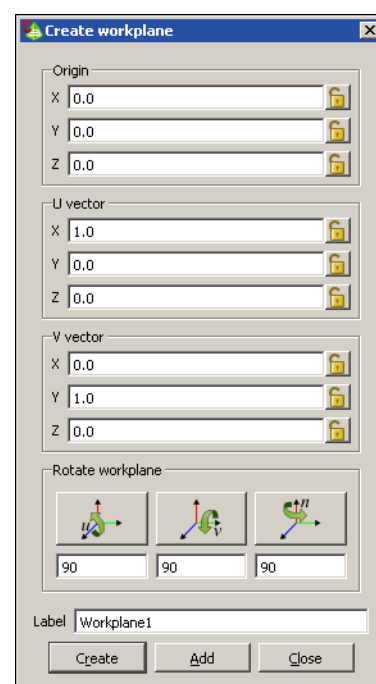 Create workplane
Origin
X 0.0
Y 0.0
Z 0.0
U vector
X 1.0
Y 0.0
Z 0.0
V vector
X 0.0
Y 1.0
Z 0.0
Rotate workplane
u v n
90 90 90
Label Workplane1
Create Add Close